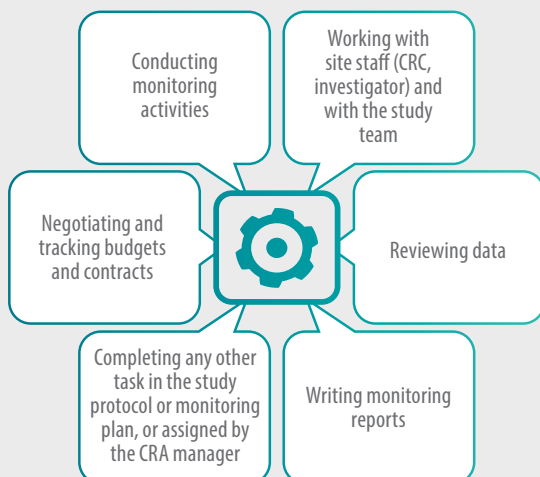 Conducting
monitoring
activities
Working with
site staff (CRC,
investigator) and
with the study
team
Negotiating and
tracking budgets
and contracts
Reviewing data
Completing any other
task in the study
protocol or monitoring
plan, or assigned by
the CRA manager
Writing monitoring
reports